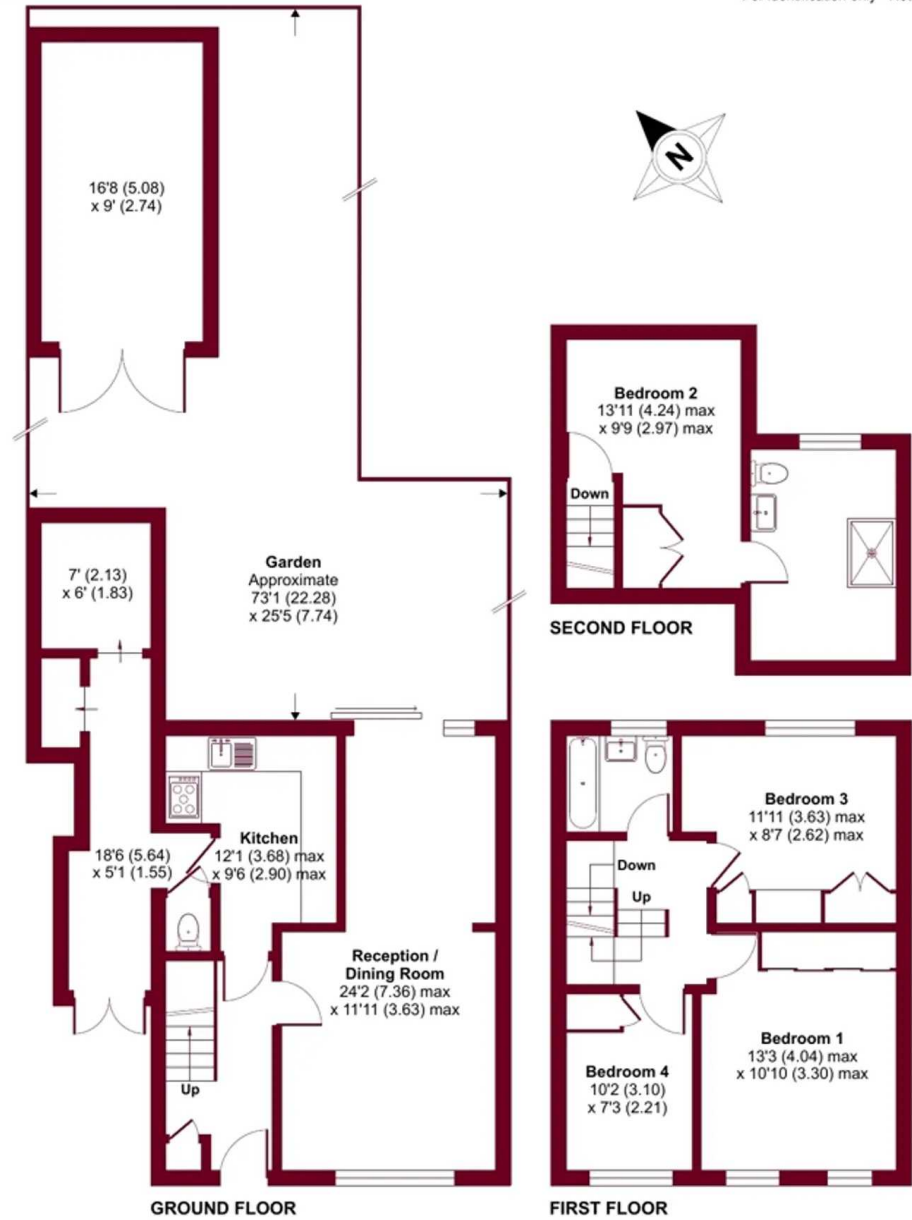 16'8 (5.08)
x 9' (2.74)
N
Bedroom 2
13'11 (4.24) max
x 9'9 (2.97) max
Down
SECOND FLOOR
7' (2.13)
x 6' (1.83)
Garden
Approximate
73'1 (22.28)
x 25'5 (7.74)
Kitchen
12'1 (3.68) max
x 9'6 (2.90) max
18'6 (5.64)
x 5'1 (1.55)
Reception /
Dining Room
24'2 (7.36) max
x 11'11 (3.63) max
Up
GROUND FLOOR
Bedroom 3
11'11 (3.63) max
x 8'7 (2.62) max
Down
Up
Bedroom 1
13'3 (4.04) max
x 10'10 (3.30) max
Bedroom 4
10'2 (3.10)
x 7'3 (2.21)
FIRST FLOOR